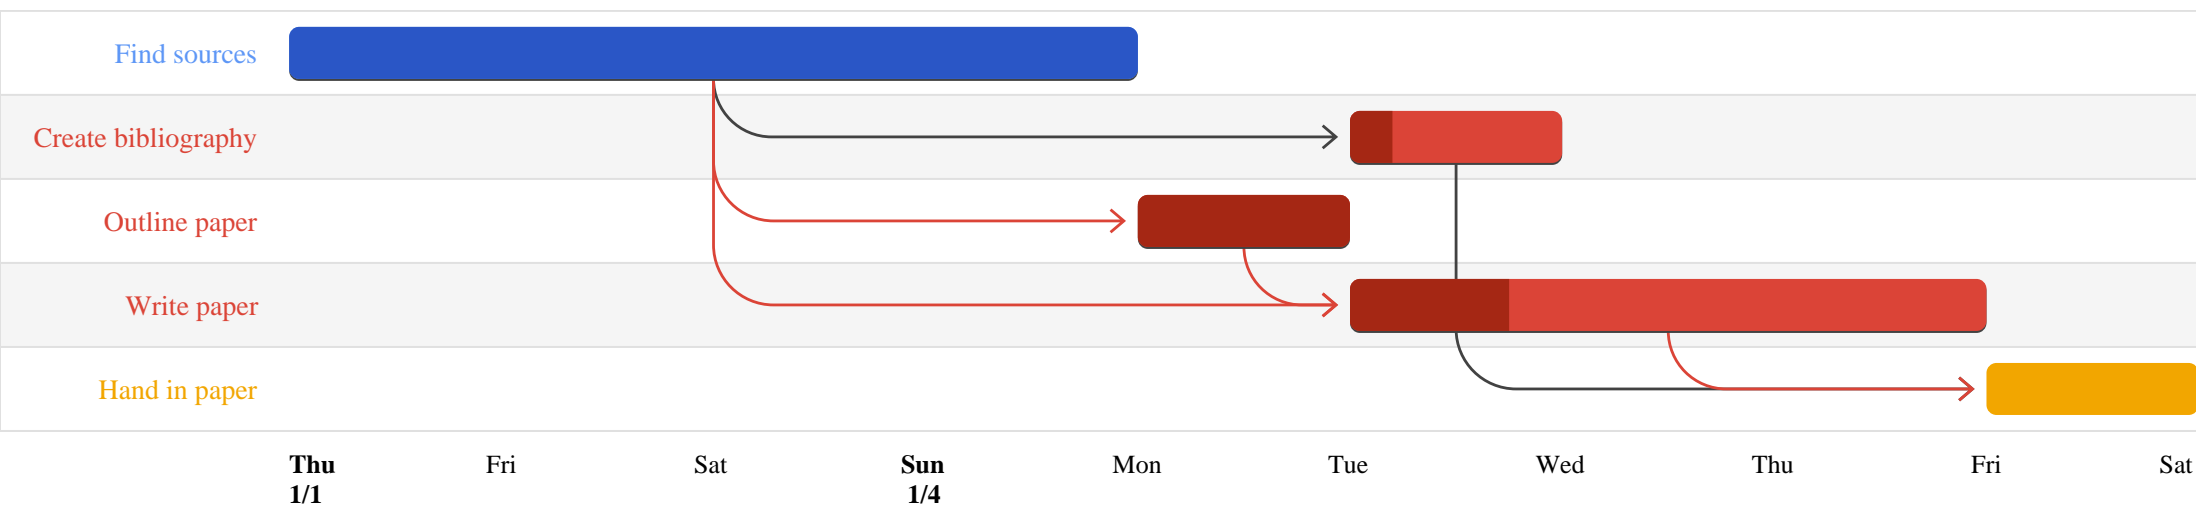 Find sources
Create bibliography
Outline paper
Write paper
Hand in paper
Thu Fri Sat Sun Mon Tue Wed Thu Fri Sat
1/1 1/4